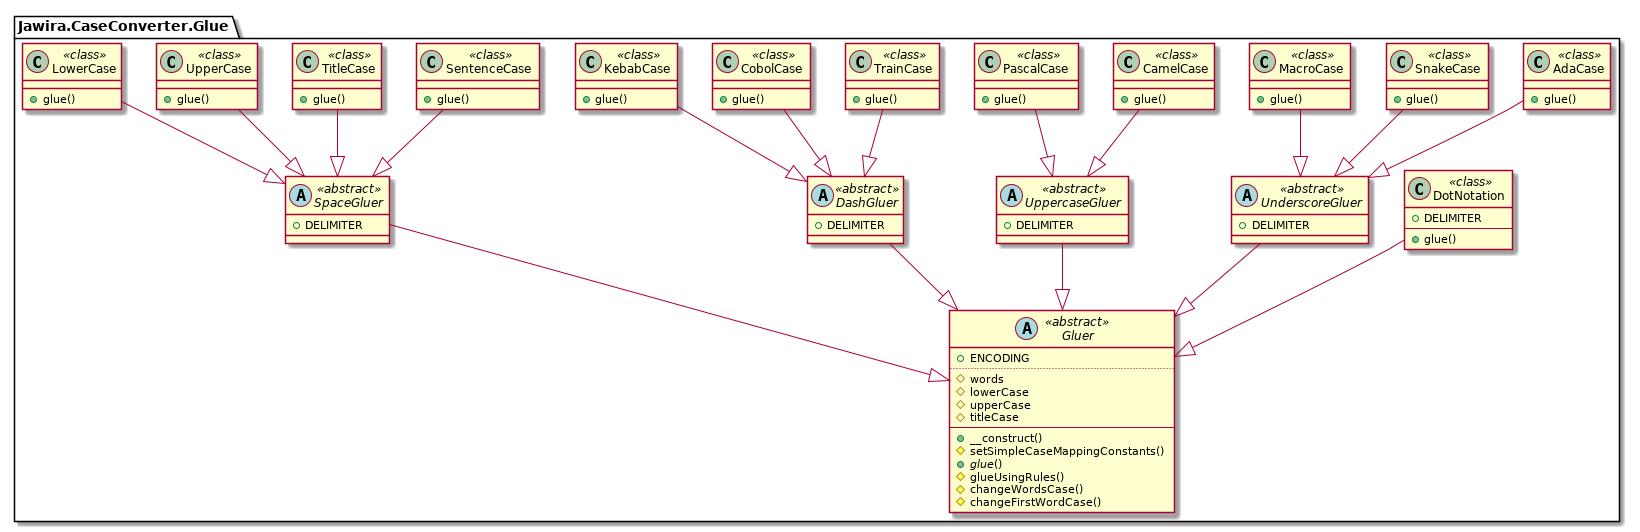 Jawira.CaseConverter.Glue
C
«class»
LowerCase
glue()
C
«class»
UpperCase
glue()
C
«class»
TitleCase
glue()
C
«class»
SentenceCase
glue()
C
«class»
KebabCase
glue()
C
«class»
CobolCase
glue()
C
«class»
TrainCase
glue()
C
«class»
PascalCase
glue()
C
«class»
CamelCase
glue()
C
«class»
MacroCase
glue()
C
«class»
SnakeCase
glue()
C
«class»
AdaCase
glue()
A
«abstract»
SpaceGluer
DELIMITER
A
«abstract»
DashGluer
DELIMITER
A
«abstract»
UppercaseGluer
DELIMITER
A
«abstract»
UnderscoreGluer
DELIMITER
C
«class»
DotNotation
DELIMITER
glue()
A
«abstract»
Gluer
ENCODING
words
lowerCase
upperCase
titleCase
__construct()
setSimpleCaseMappingConstants()
glue()
glueUsingRules()
changeWordsCase()
changeFirstWordCase()